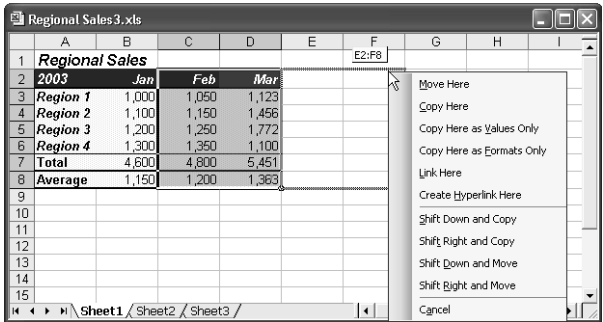 Regional Sales3.xls
A B C D E F G H I
E2:F8
1 Regional Sales
2 2003 Jan Feb Mar
3 Region 1 1,000 1,050 1,123
4 Region 2 1,100 1,150 1,456
5 Region 3 1,200 1,250 1,772
6 Region 4 1,300 1,350 1,100
7 Total 4,600 4,800 5,451
8 Average 1,150 1,200 1,363
9
10
11
12
13
14
15
Move Here
Copy Here
Copy Here as Values Only
Copy Here as Formats Only
Link Here
Create Hyperlink Here
Shift Down and Copy
Shift Right and Copy
Shift Down and Move
Shift Right and Move
Cancel
Sheet1 / Sheet2 / Sheet3 /